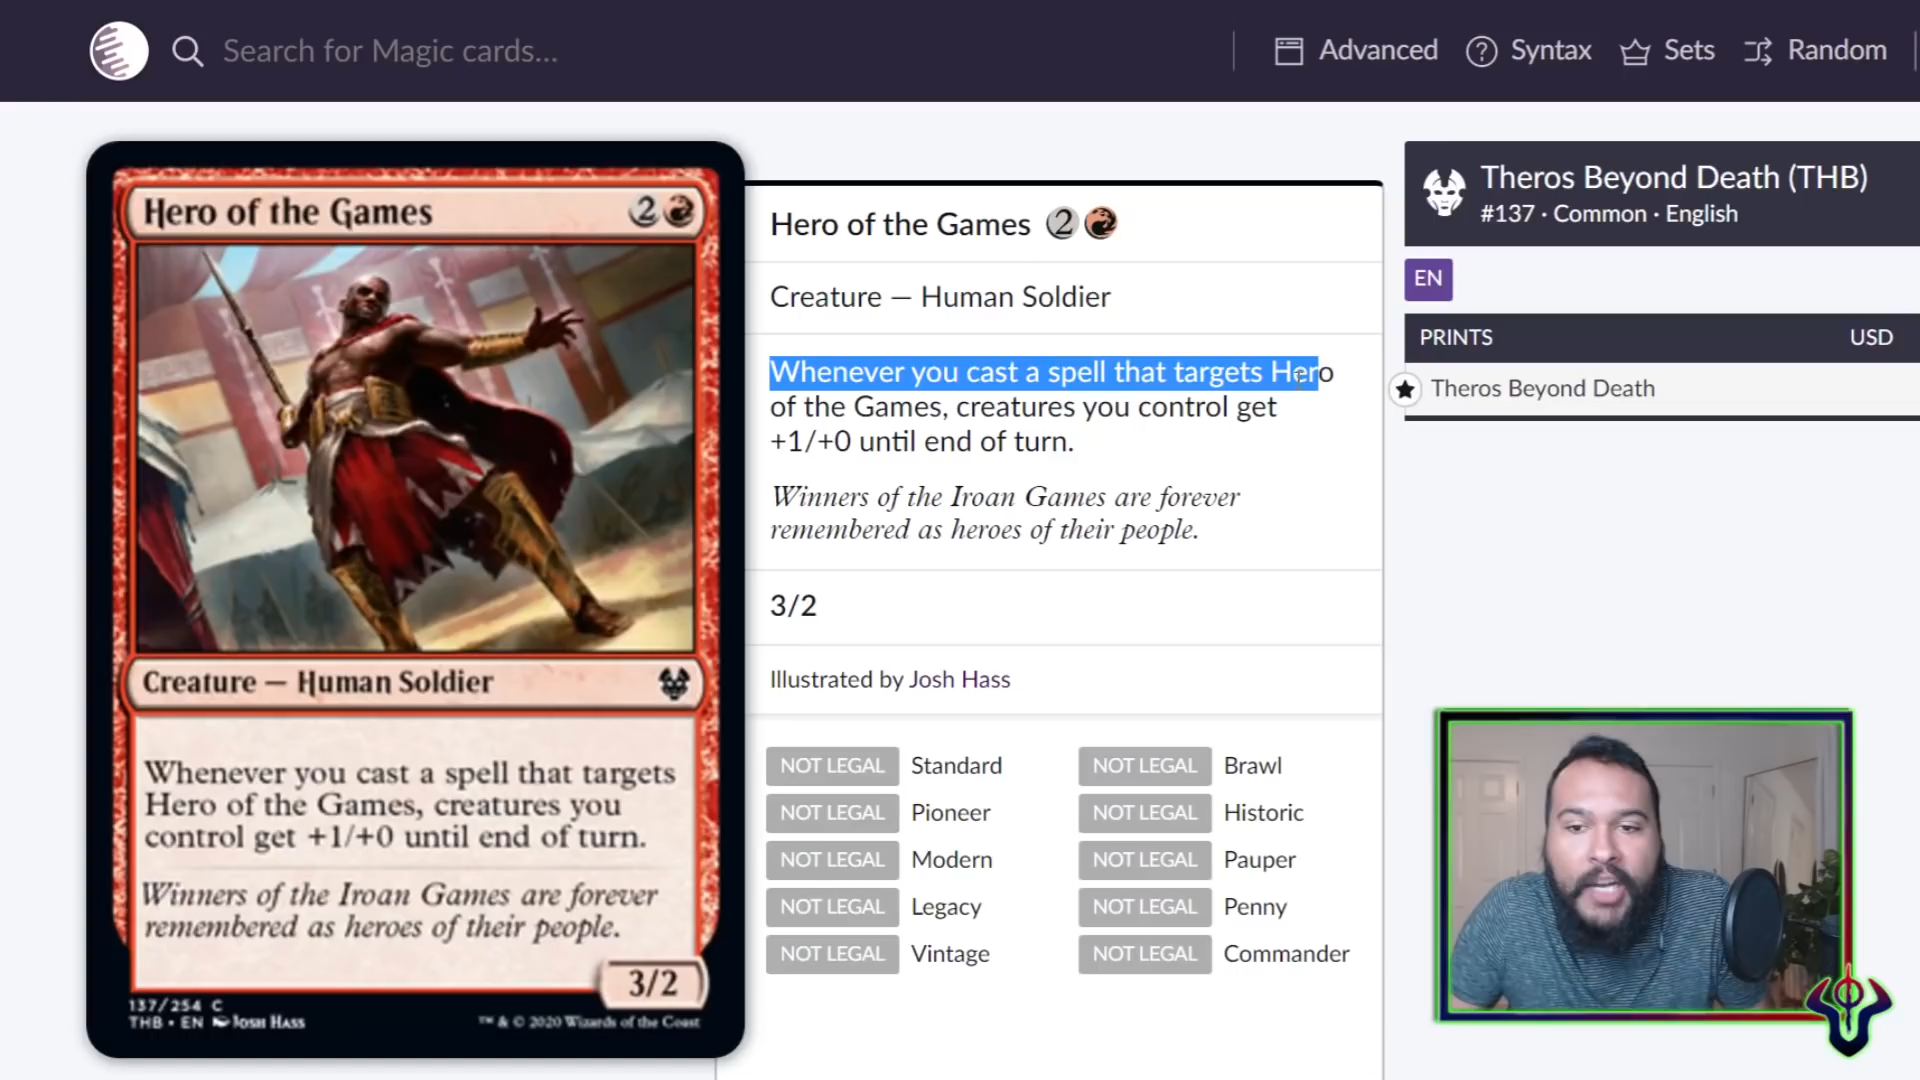 Search for Magic cards...
Advanced
Syntax
Sets
Random
Hero of the Games 2
Creature — Human Soldier
Whenever you cast a spell that targets
Hero of the Games, creatures you
control get +1/+0 until end of turn.
Winners of the Iroan Games are forever
remembered as heroes of their people.
3/2
137/254 C
THB • EN Josh Hass
™ & © 2020 Wizards of the Coast
Hero of the Games 2
Creature — Human Soldier
Whenever you cast a spell that targets Hero
of the Games, creatures you control get
+1/+0 until end of turn.
Winners of the Iroan Games are forever
remembered as heroes of their people.
3/2
Illustrated by Josh Hass
NOT LEGAL Standard NOT LEGAL Brawl
NOT LEGAL Pioneer NOT LEGAL Historic
NOT LEGAL Modern NOT LEGAL Pauper
NOT LEGAL Legacy NOT LEGAL Penny
NOT LEGAL Vintage NOT LEGAL Commander
Theros Beyond Death (THB)
#137 · Common · English
EN
PRINTS USD
Theros Beyond Death